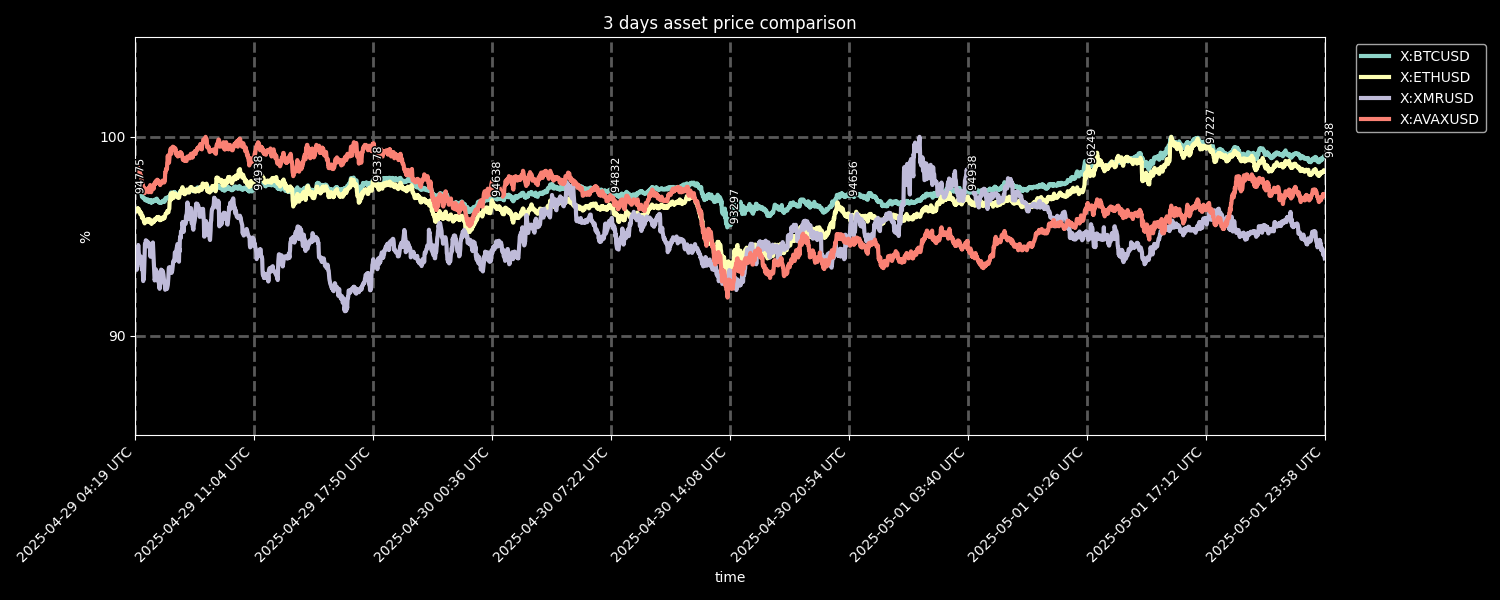 3 days asset price comparison
X:BTCUSD
X:ETHUSD
X:XMRUSD
X:AVAXUSD
100
90
%
94938
95378
94638
94832
93297
94656
94938
96249
97227
96538
2025-04-29 04:19 UTC
2025-04-29 11:04 UTC
2025-04-29 17:50 UTC
2025-04-30 00:36 UTC
2025-04-30 07:22 UTC
2025-04-30 14:08 UTC
2025-04-30 20:54 UTC
2025-05-01 03:40 UTC
2025-05-01 10:26 UTC
2025-05-01 17:12 UTC
2025-05-01 23:58 UTC
time